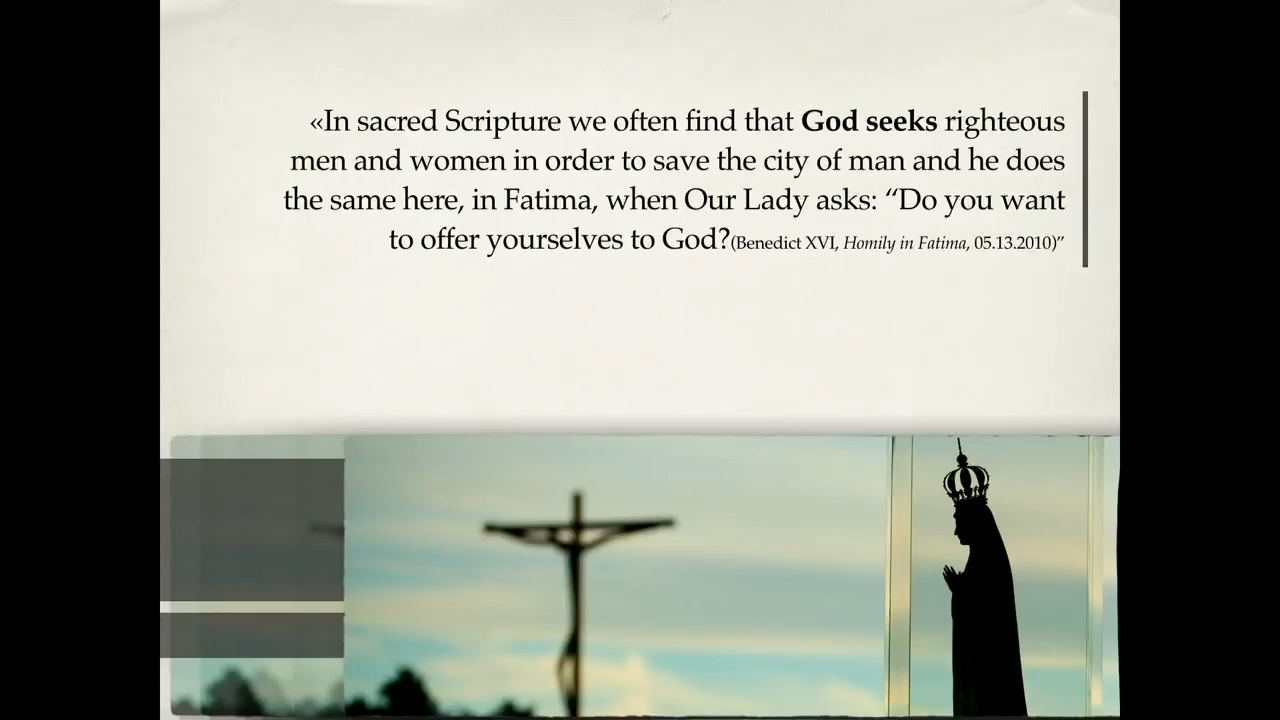 «In sacred Scripture we often find that God seeks righteous
men and women in order to save the city of man and he does
the same here, in Fatima, when Our Lady asks: “Do you want
to offer yourselves to God?(Benedict XVI, Homily in Fatima, 05.13.2010)”